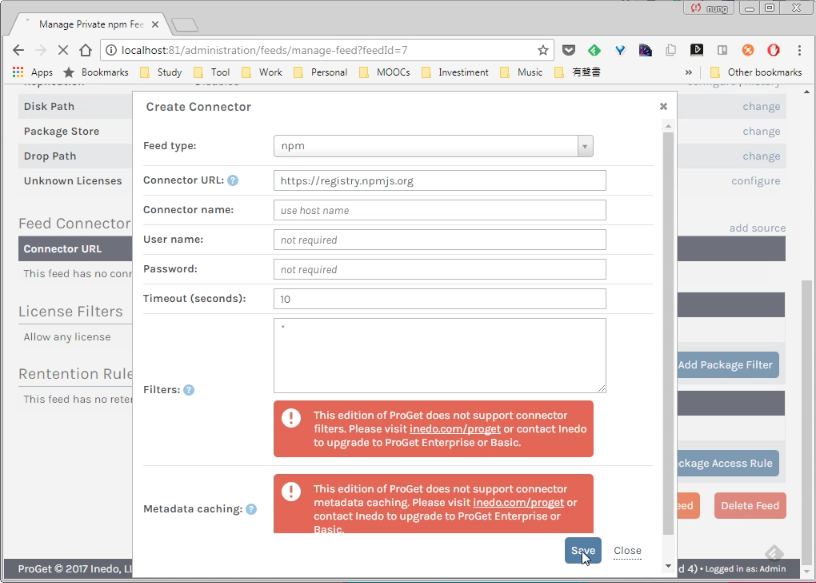 Manage Private npm Fee
localhost:81/administration/feeds/manage-feed?feedId=7
Apps Bookmarks Study Tool Work Personal MOOCs Investiment Music 有聲書 » Other bookmarks
Disk Path change
Package Store change
Drop Path change
Unknown Licenses configure
Feed Connector add source
Connector URL
This feed has no conn
License Filters
Allow any license
Add Package Filter
Rentention Rule
This feed has no rete
ckage Access Rule
eed Delete Feed
ProGet © 2017 Inedo, LL d 4) • Logged in as: Admin
Create Connector ×
Feed type: npm
Connector URL: ? https://registry.npmjs.org
Connector name: use host name
User name: not required
Password: not required
Timeout (seconds): 10
*
Filters: ?
This edition of ProGet does not support connector
filters. Please visit inedo.com/proget or contact Inedo
to upgrade to ProGet Enterprise or Basic.
Metadata caching: ?
This edition of ProGet does not support connector
metadata caching. Please visit inedo.com/proget or
contact Inedo to upgrade to ProGet Enterprise or
Basic.
Save Close